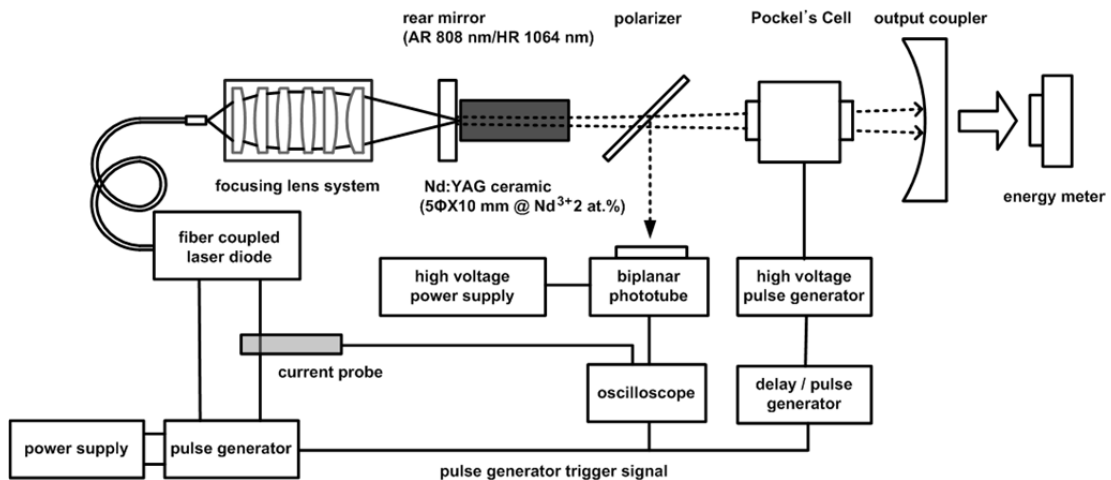 rear mirror
(AR 808 nm/HR 1064 nm)
polarizer
Pockel's Cell
output coupler
focusing lens system
Nd:YAG ceramic
(5ΦX10 mm @ Nd3+2 at.%)
energy meter
fiber coupled
laser diode
high voltage
power supply
biplanar
phototube
high voltage
pulse generator
current probe
oscilloscope
delay / pulse
generator
power supply
pulse generator
pulse generator trigger signal